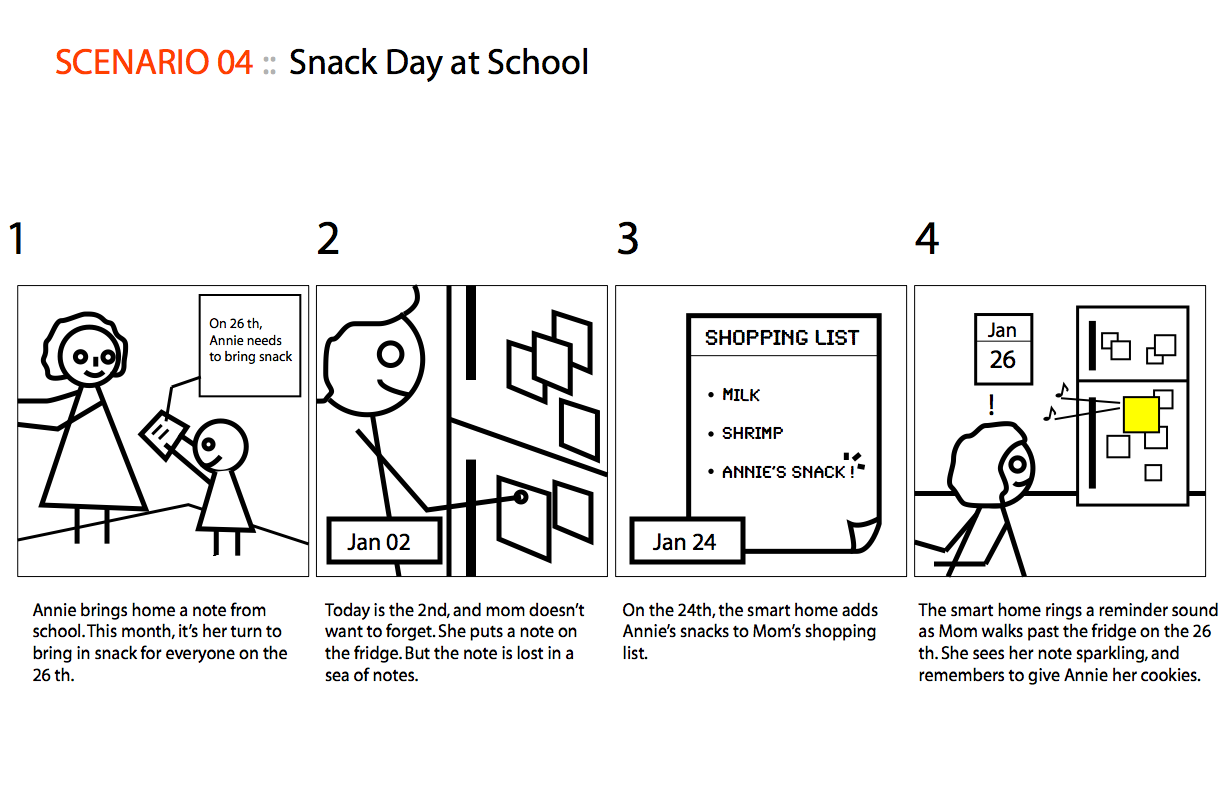 SCENARIO 04 :: Snack Day at School
1
2
3
4
On 26 th,
Annie needs
to bring snack
Jan 02
SHOPPING LIST
• MILK
• SHRIMP
• ANNIE'S SNACK !
Jan 24
Jan
26
!
Annie brings home a note from
school. This month, it's her turn to
bring in snack for everyone on the
26 th.
Today is the 2nd, and mom doesn't
want to forget. She puts a note on
the fridge. But the note is lost in a
sea of notes.
On the 24th, the smart home adds
Annie's snacks to Mom's shopping
list.
The smart home rings a reminder sound
as Mom walks past the fridge on the 26
th. She sees her note sparkling, and
remembers to give Annie her cookies.